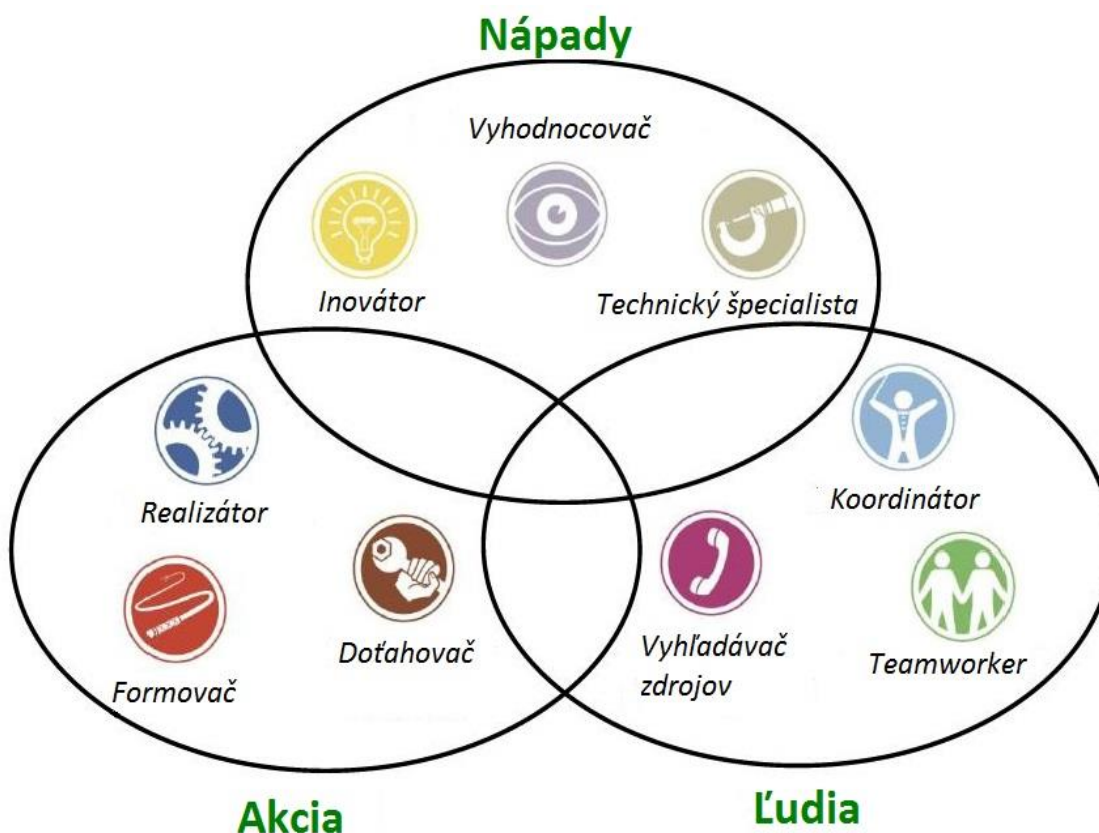 Nápady
Vyhodnocovač
Inovátor
Technický špecialista
Realizátor
Koordinátor
Formovač
Doťahovač
Vyhľadávač
zdrojov
Teamworker
Akcia
Ľudia